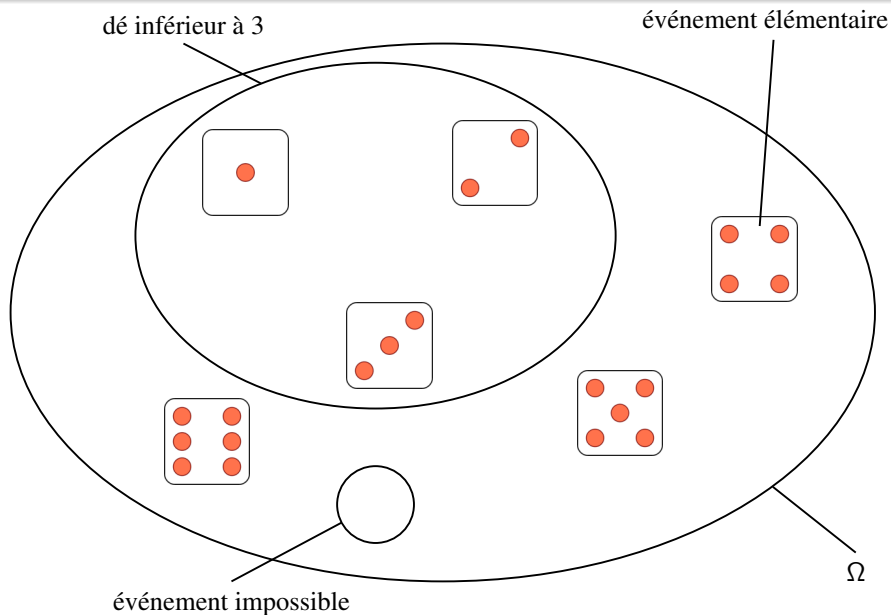 événement élémentaire
dé inférieur à 3
Ω
événement impossible